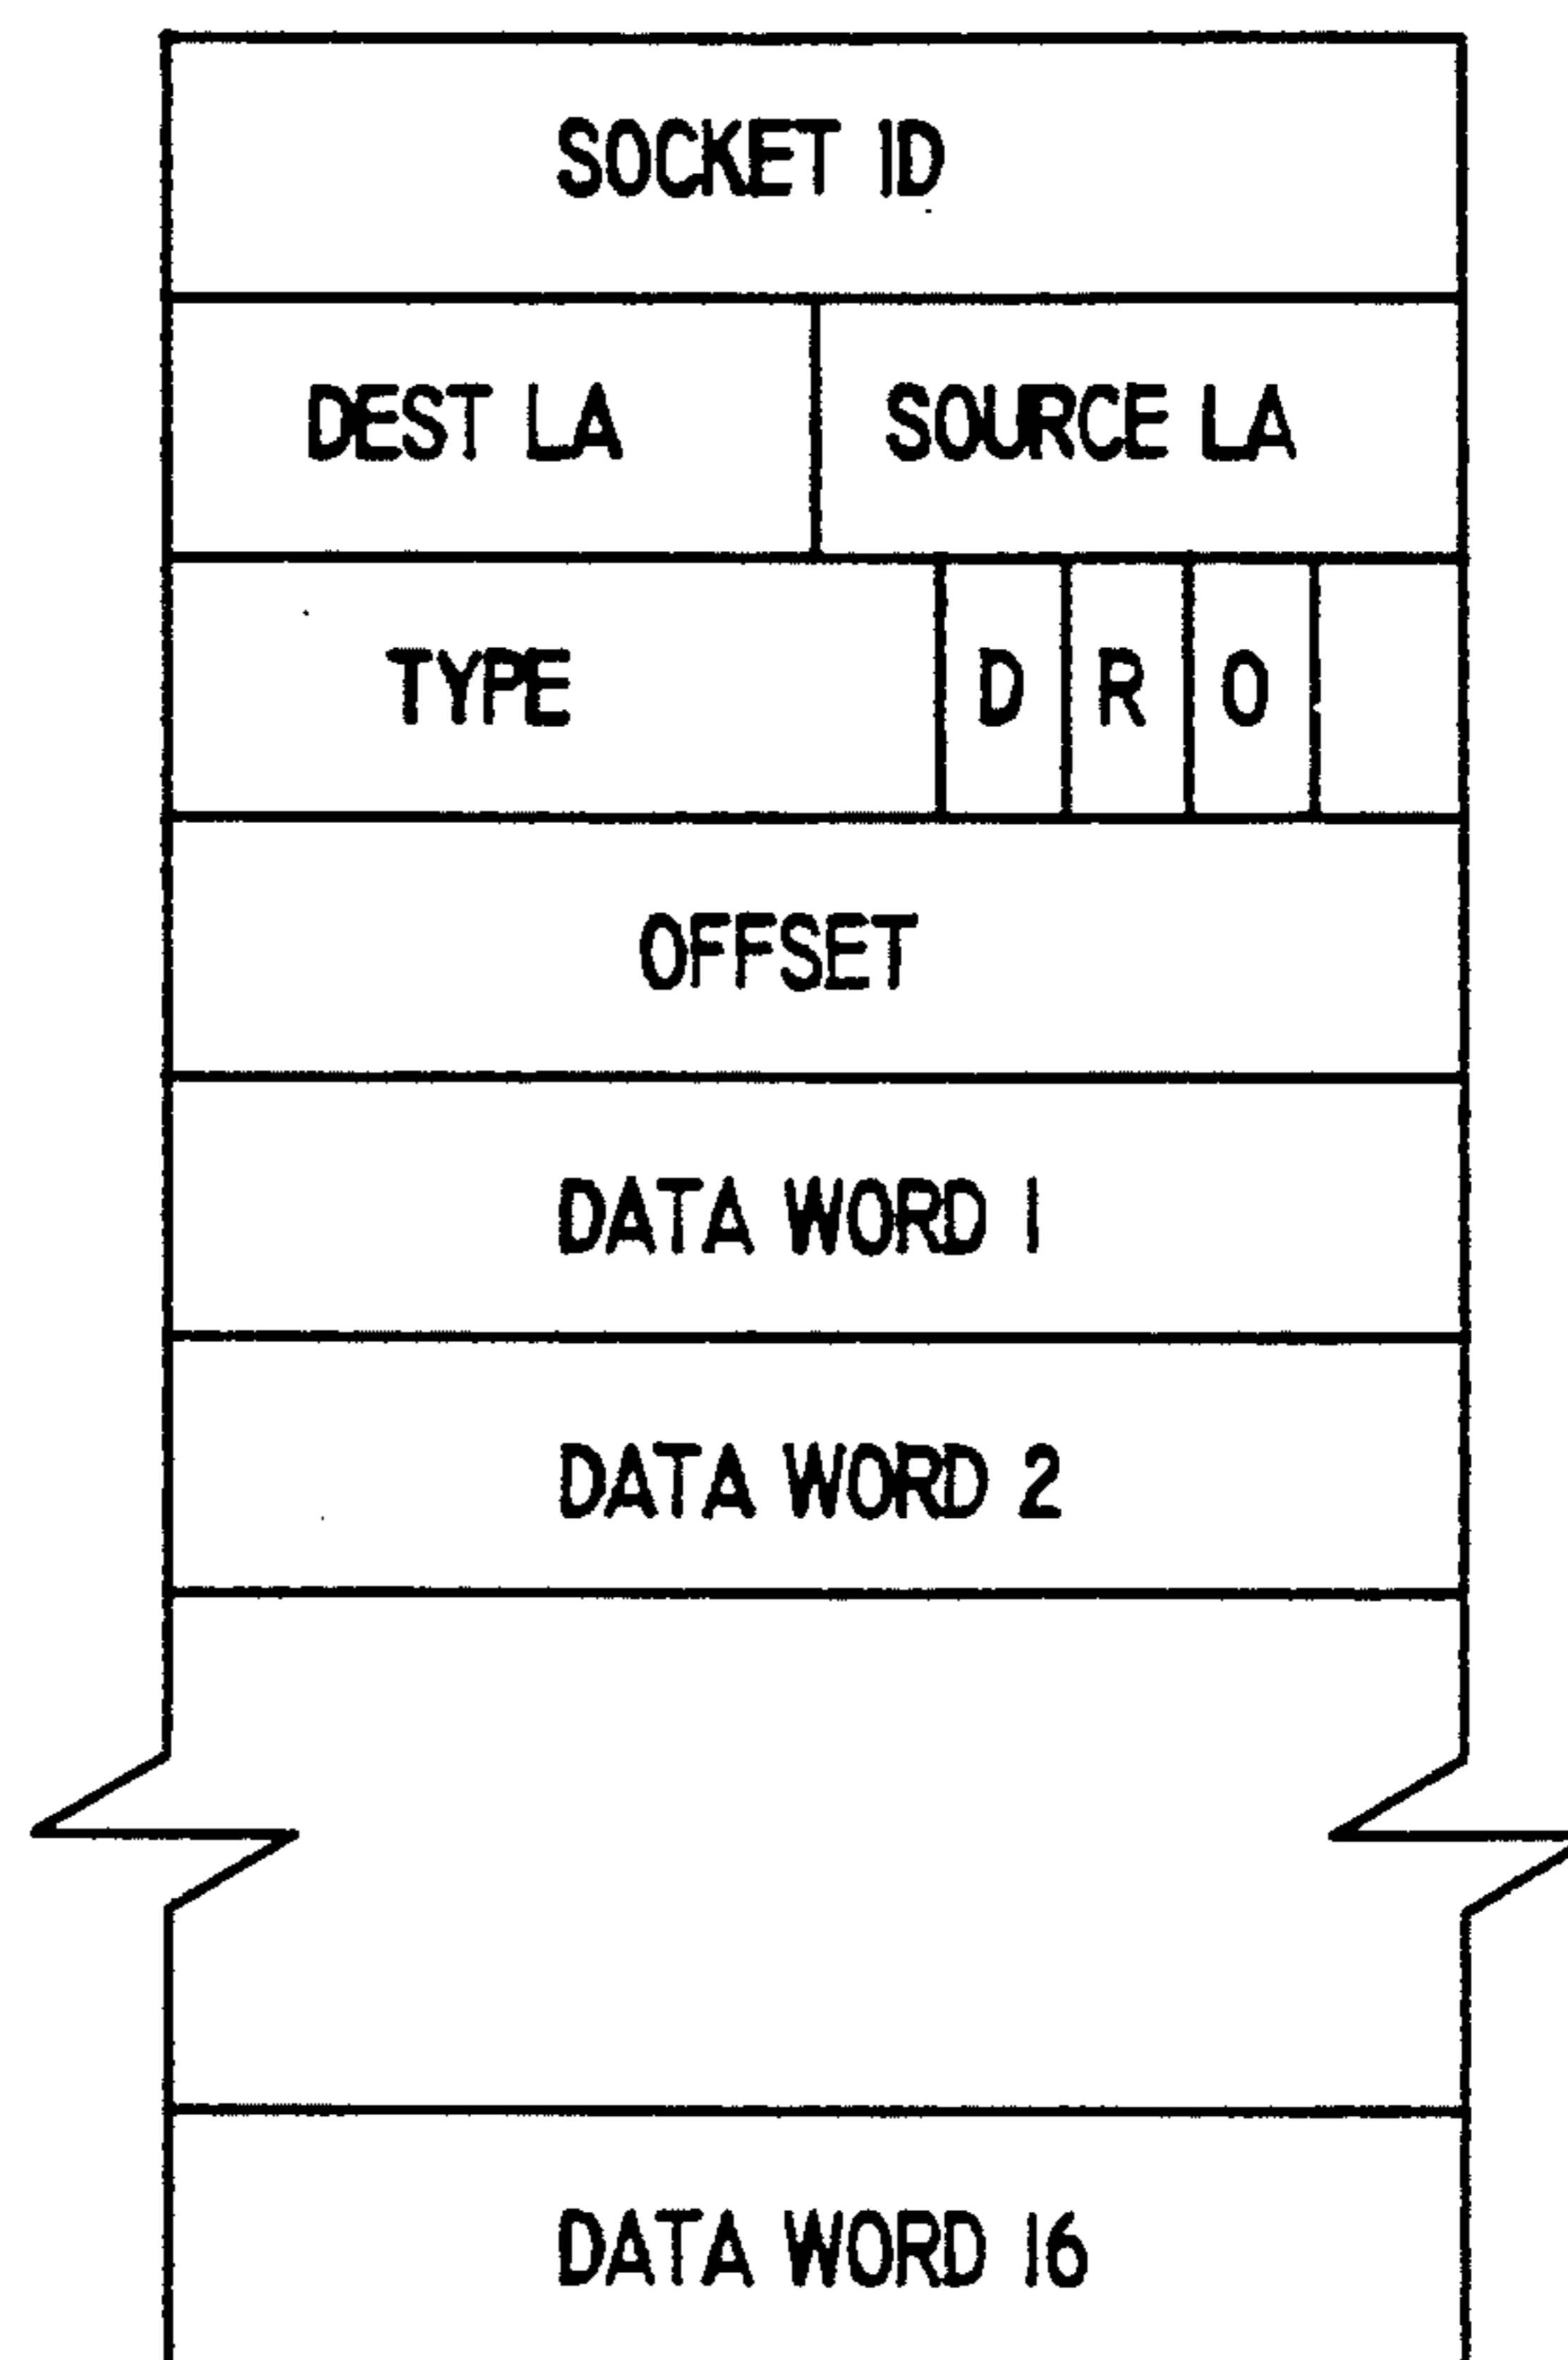 SOCKET ID
DEST LA SOURCE LA
TYPE D R O
OFFSET
DATA WORD 1
DATA WORD 2
DATA WORD 16